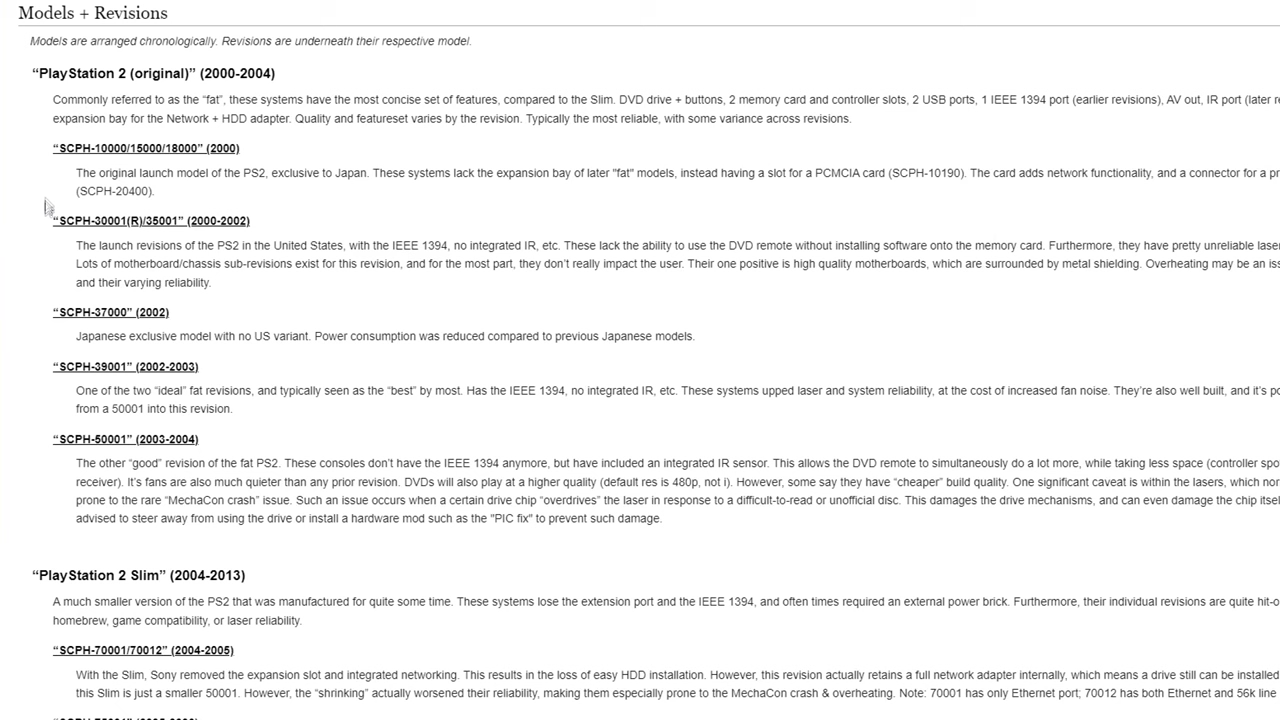 Models + Revisions
Models are arranged chronologically. Revisions are underneath their respective model.
“PlayStation 2 (original)” (2000-2004)
Commonly referred to as the “fat”, these systems have the most concise set of features, compared to the Slim. DVD drive + buttons, 2 memory card and controller slots, 2 USB ports, 1 IEEE 1394 port (earlier revisions), AV out, IR port (later
expansion bay for the Network + HDD adapter. Quality and featureset varies by the revision. Typically the most reliable, with some variance across revisions.
“SCPH-10000/15000/18000” (2000)
The original launch model of the PS2, exclusive to Japan. These systems lack the expansion bay of later "fat" models, instead having a slot for a PCMCIA card (SCPH-10190). The card adds network functionality, and a connector for a
(SCPH-20400).
“SCPH-30001(R)/35001” (2000-2002)
The launch revisions of the PS2 in the United States, with the IEEE 1394, no integrated IR, etc. These lack the ability to use the DVD remote without installing software onto the memory card. Furthermore, they have pretty unreliable
Lots of motherboard/chassis sub-revisions exist for this revision, and for the most part, they don’t really impact the user. Their one positive is high quality motherboards, which are surrounded by metal shielding. Overheating may be an
and their varying reliability.
“SCPH-37000” (2002)
Japanese exclusive model with no US variant. Power consumption was reduced compared to previous Japanese models.
“SCPH-39001” (2002-2003)
One of the two “ideal” fat revisions, and typically seen as the “best” by most. Has the IEEE 1394, no integrated IR, etc. These systems upped laser and system reliability, at the cost of increased fan noise. They’re also well built, and it’s
from a 50001 into this revision.
“SCPH-50001” (2003-2004)
The other “good” revision of the fat PS2. These consoles don’t have the IEEE 1394 anymore, but have included an integrated IR sensor. This allows the DVD remote to simultaneously do a lot more, while taking less space (controller
receiver). It’s fans are also much quieter than any prior revision. DVDs will also play at a higher quality (default res is 480p, not i). However, some say they have “cheaper” build quality. One significant caveat is within the lasers, which
prone to the rare “MechaCon crash” issue. Such an issue occurs when a certain drive chip “overdrives” the laser in response to a difficult-to-read or unofficial disc. This damages the drive mechanisms, and can even damage the chip
advised to steer away from using the drive or install a hardware mod such as the "PIC fix" to prevent such damage.
“PlayStation 2 Slim” (2004-2013)
A much smaller version of the PS2 that was manufactured for quite some time. These systems lose the extension port and the IEEE 1394, and often times required an external power brick. Furthermore, their individual revisions are quite
homebrew, game compatibility, or laser reliability.
“SCPH-70001/70012” (2004-2005)
With the Slim, Sony removed the expansion slot and integrated networking. This results in the loss of easy HDD installation. However, this revision actually retains a full network adapter internally, which means a drive still can be installed
this Slim is just a smaller 50001. However, the “shrinking” actually worsened their reliability, making them especially prone to the MechaCon crash & overheating. Note: 70001 has only Ethernet port; 70012 has both Ethernet and 56k line